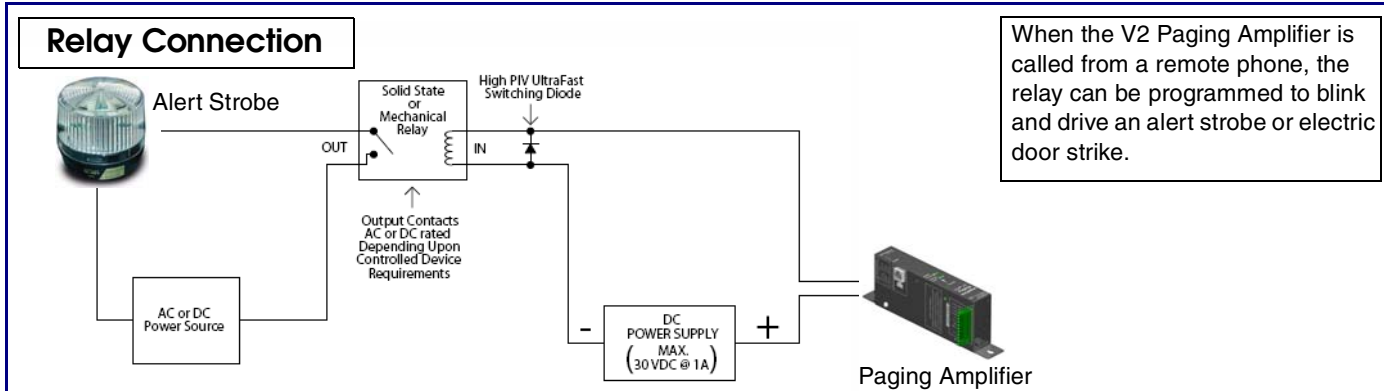 Relay Connection
Alert Strobe
Solid State
or
Mechanical
Relay
High PIV UltraFast
Switching Diode
OUT
IN
Output Contacts
AC or DC rated
Depending Upon
Controlled Device
Requirements
AC or DC
Power Source
-
DC
POWER SUPPLY
MAX.
(30 VDC @ 1A)
+
Paging Amplifier
When the V2 Paging Amplifier is
called from a remote phone, the
relay can be programmed to blink
and drive an alert strobe or electric
door strike.